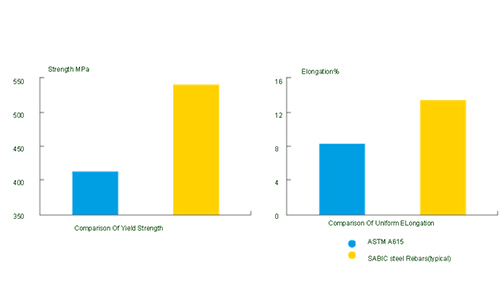 Strength MPa
550
500
450
400
350
Comparison Of Yield Strength
Elongation%
16
12
8
4
0
Comparison Of Uniform ELongation
ASTM A615
SABIC steel Rebars(typical)